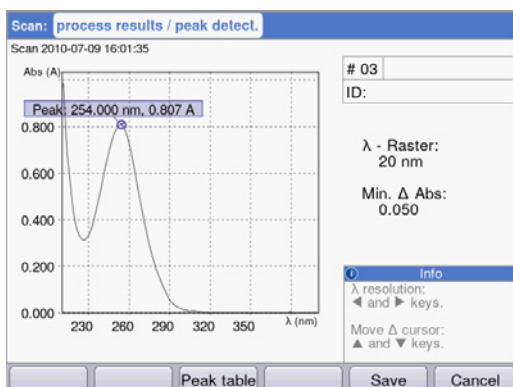 Scan: process results / peak detect.
Scan 2010-07-09 16:01:35
Abs (A)
Peak: 254.000 nm, 0.807 A
0.800
0.600
0.400
0.200
0.000
230 260 290 320 350 λ (nm)
# 03
ID:
λ - Raster:
20 nm
Min. Δ Abs:
0.050
Info
λ resolution:
◄ and ► keys.
Move Δ cursor:
▲ and ▼ keys.
Peak table
Save
Cancel